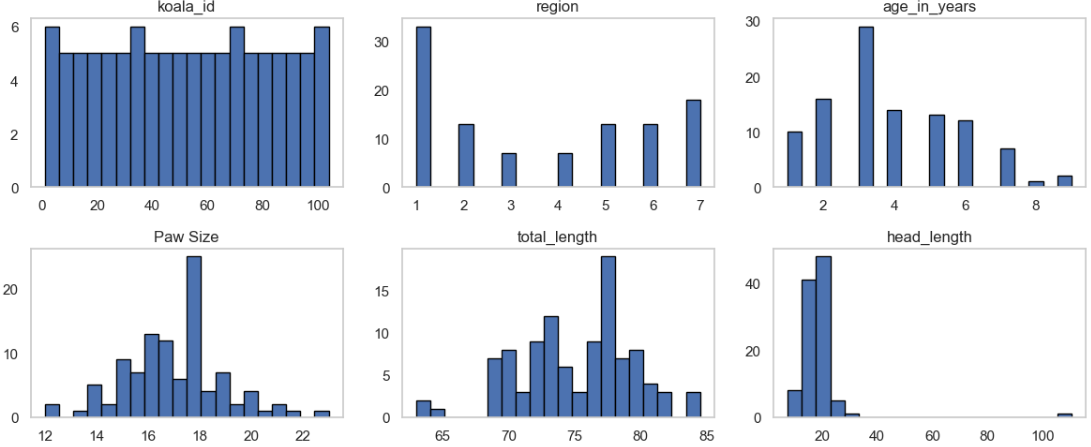 koala_id
region
age_in_years
6
4
2
0
0 20 40 60 80 100
30
20
10
0
1 2 3 4 5 6 7
30
20
10
0
2 4 6 8
Paw Size
total_length
head_length
20
10
0
12 14 16 18 20 22
15
10
5
0
65 70 75 80 85
40
20
0
20 40 60 80 100